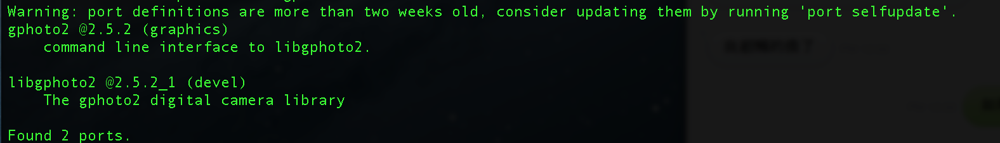 Warning: port definitions are more than two weeks old, consider updating them by running 'port selfupdate'.
gphoto2 @2.5.2 (graphics)
command line interface to libgphoto2.
libgphoto2 @2.5.2_1 (devel)
The gphoto2 digital camera library
Found 2 ports.